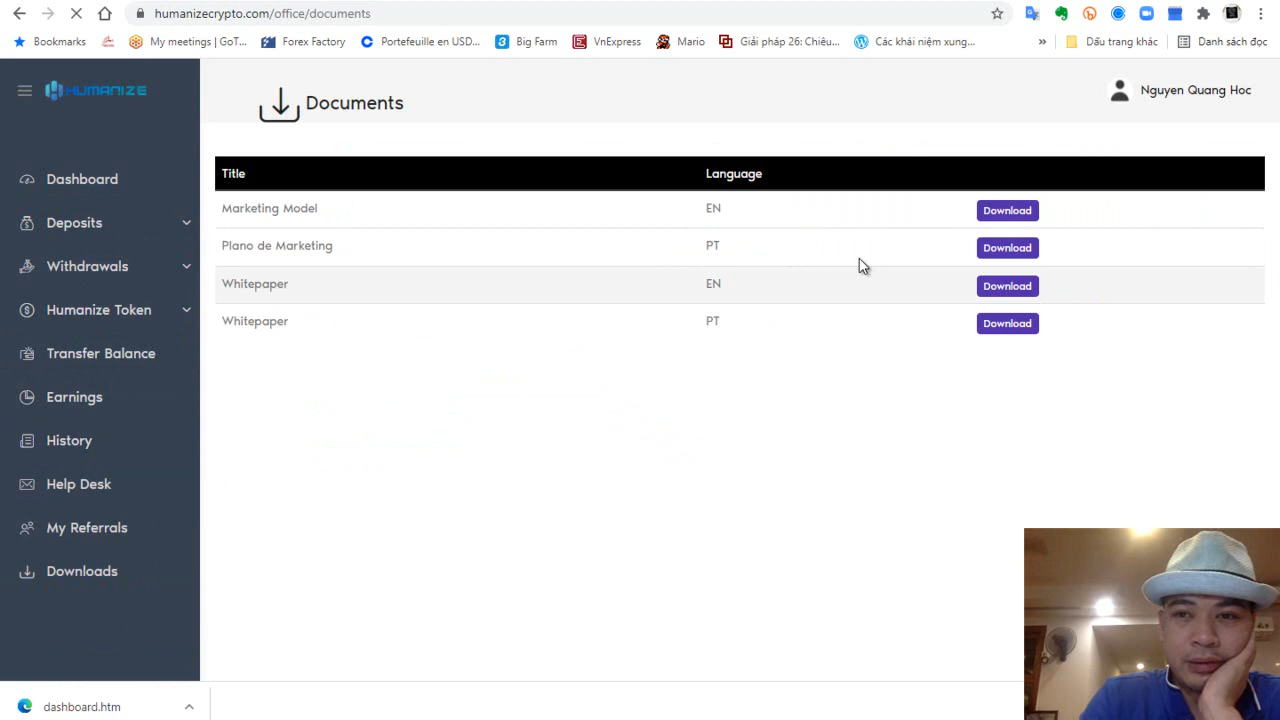 humanizecrypto.com/office/documents
Bookmarks
My meetings | GoT...
Forex Factory
Portefeuille en USD...
Big Farm
VnExpress
Mario
Giải pháp 26: Chiêu...
Các khái niệm xung...
»
Dấu trang khác
Danh sách đọc
HUMANIZE
Documents
Nguyen Quang Hoc
Title Language
Marketing Model EN Download
Plano de Marketing PT Download
Whitepaper EN Download
Whitepaper PT Download
Dashboard
Deposits
Withdrawals
Humanize Token
Transfer Balance
Earnings
History
Help Desk
My Referrals
Downloads
dashboard.htm